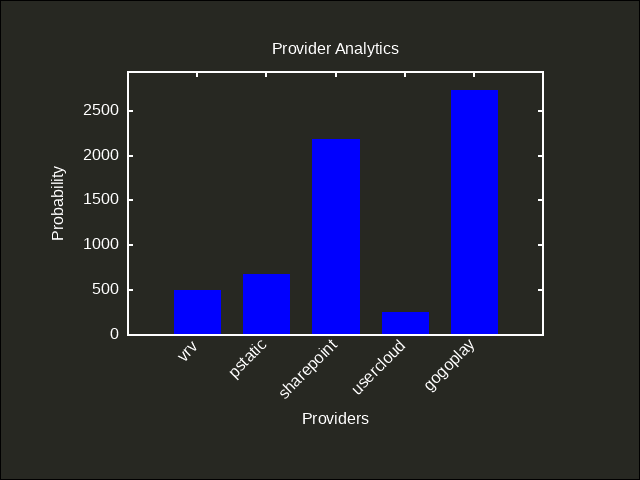 Provider Analytics
Probability
2500
2000
1500
1000
500
0
vrv
pstatic
sharepoint
usercloud
gogoplay
Providers